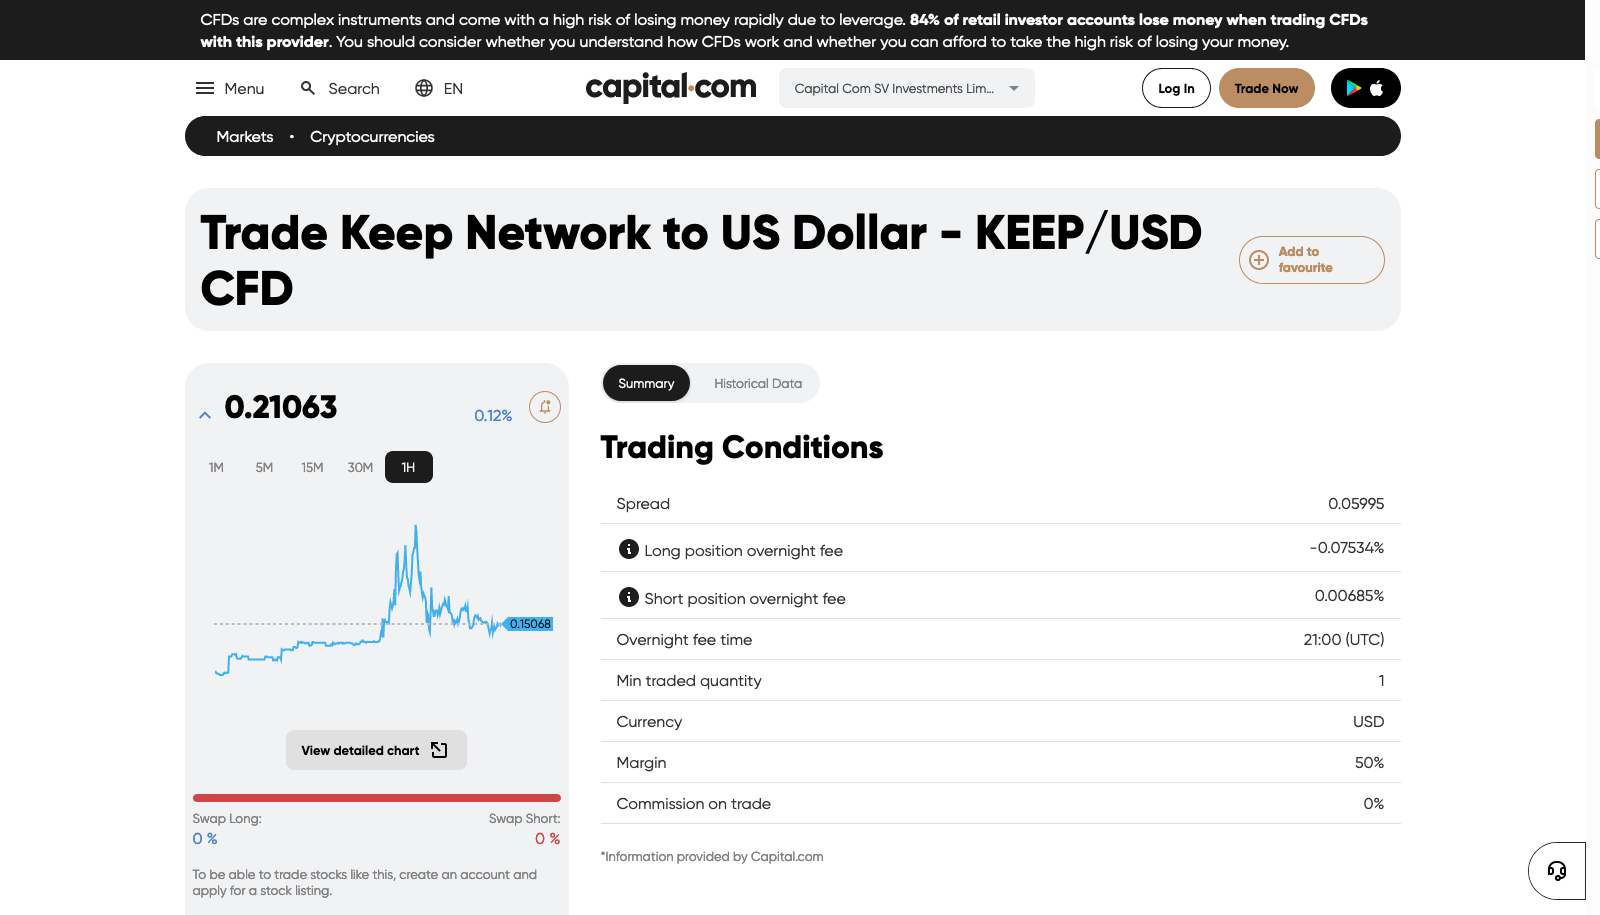 CFDs are complex instruments and come with a high risk of losing money rapidly due to leverage. 84% of retail investor accounts lose money when trading CFDs
with this provider. You should consider whether you understand how CFDs work and whether you can afford to take the high risk of losing your money.
Menu Search EN capital.com Capital Com SV Investments Lim... Log In Trade Now
Markets • Cryptocurrencies
Trade Keep Network to US Dollar - KEEP/USD
CFD
Add to
favourite
0.21063 0.12%
1M 5M 15M 30M 1H
0.15068
View detailed chart
Swap Long: Swap Short:
0 % 0 %
To be able to trade stocks like this, create an account and
apply for a stock listing.
Summary Historical Data
Trading Conditions
Spread 0.05995
Long position overnight fee -0.07534%
Short position overnight fee 0.00685%
Overnight fee time 21:00 (UTC)
Min traded quantity 1
Currency USD
Margin 50%
Commission on trade 0%
*Information provided by Capital.com